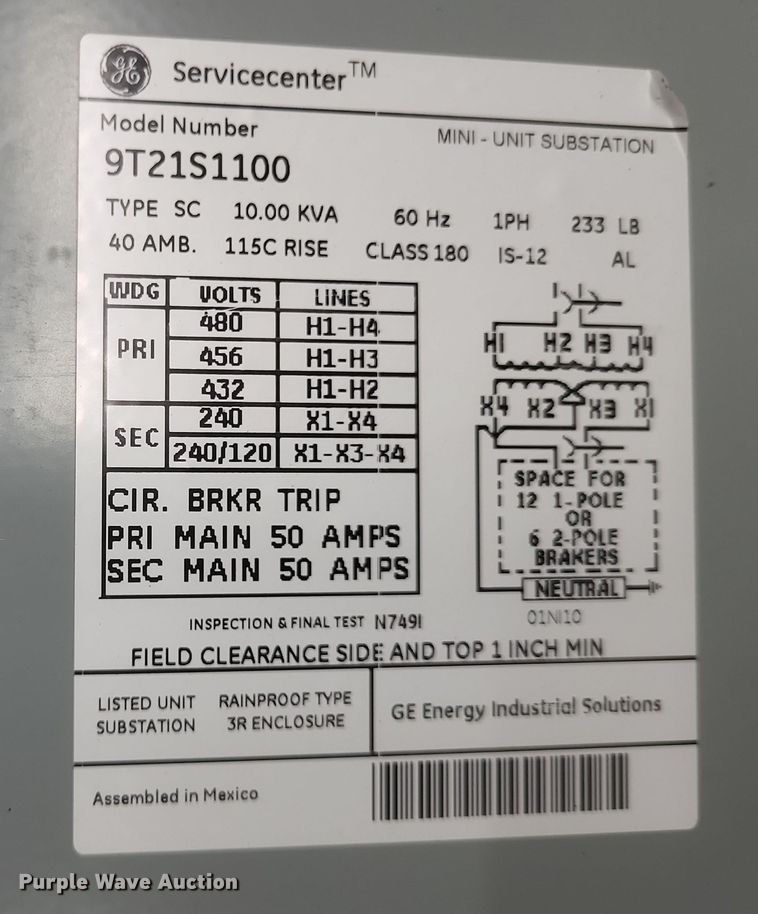 GE Servicecenter™
Model Number
MINI - UNIT SUBSTATION
9T21S1100
TYPE SC 10.00 KVA 60 Hz 1PH 233 LB
40 AMB. 115C RISE CLASS 180 IS-12 AL
WDG VOLTS LINES
PRI
480 H1-H4
456 H1-H3
432 H1-H2
SEC
240 X1-X4
240/120 X1-X3-X4
CIR. BRKR TRIP
PRI MAIN 50 AMPS
SEC MAIN 50 AMPS
H1 H2 H3 H4
X4 X2 X3 X1
SPACE FOR
12 1-POLE
OR
6 2-POLE
BRAKERS
NEUTRAL
01NI10
INSPECTION & FINAL TEST N749I
FIELD CLEARANCE SIDE AND TOP 1 INCH MIN
LISTED UNIT
SUBSTATION
RAINPROOF TYPE
3R ENCLOSURE
GE Energy Industrial Solutions
Assembled in Mexico
Purple Wave Auction